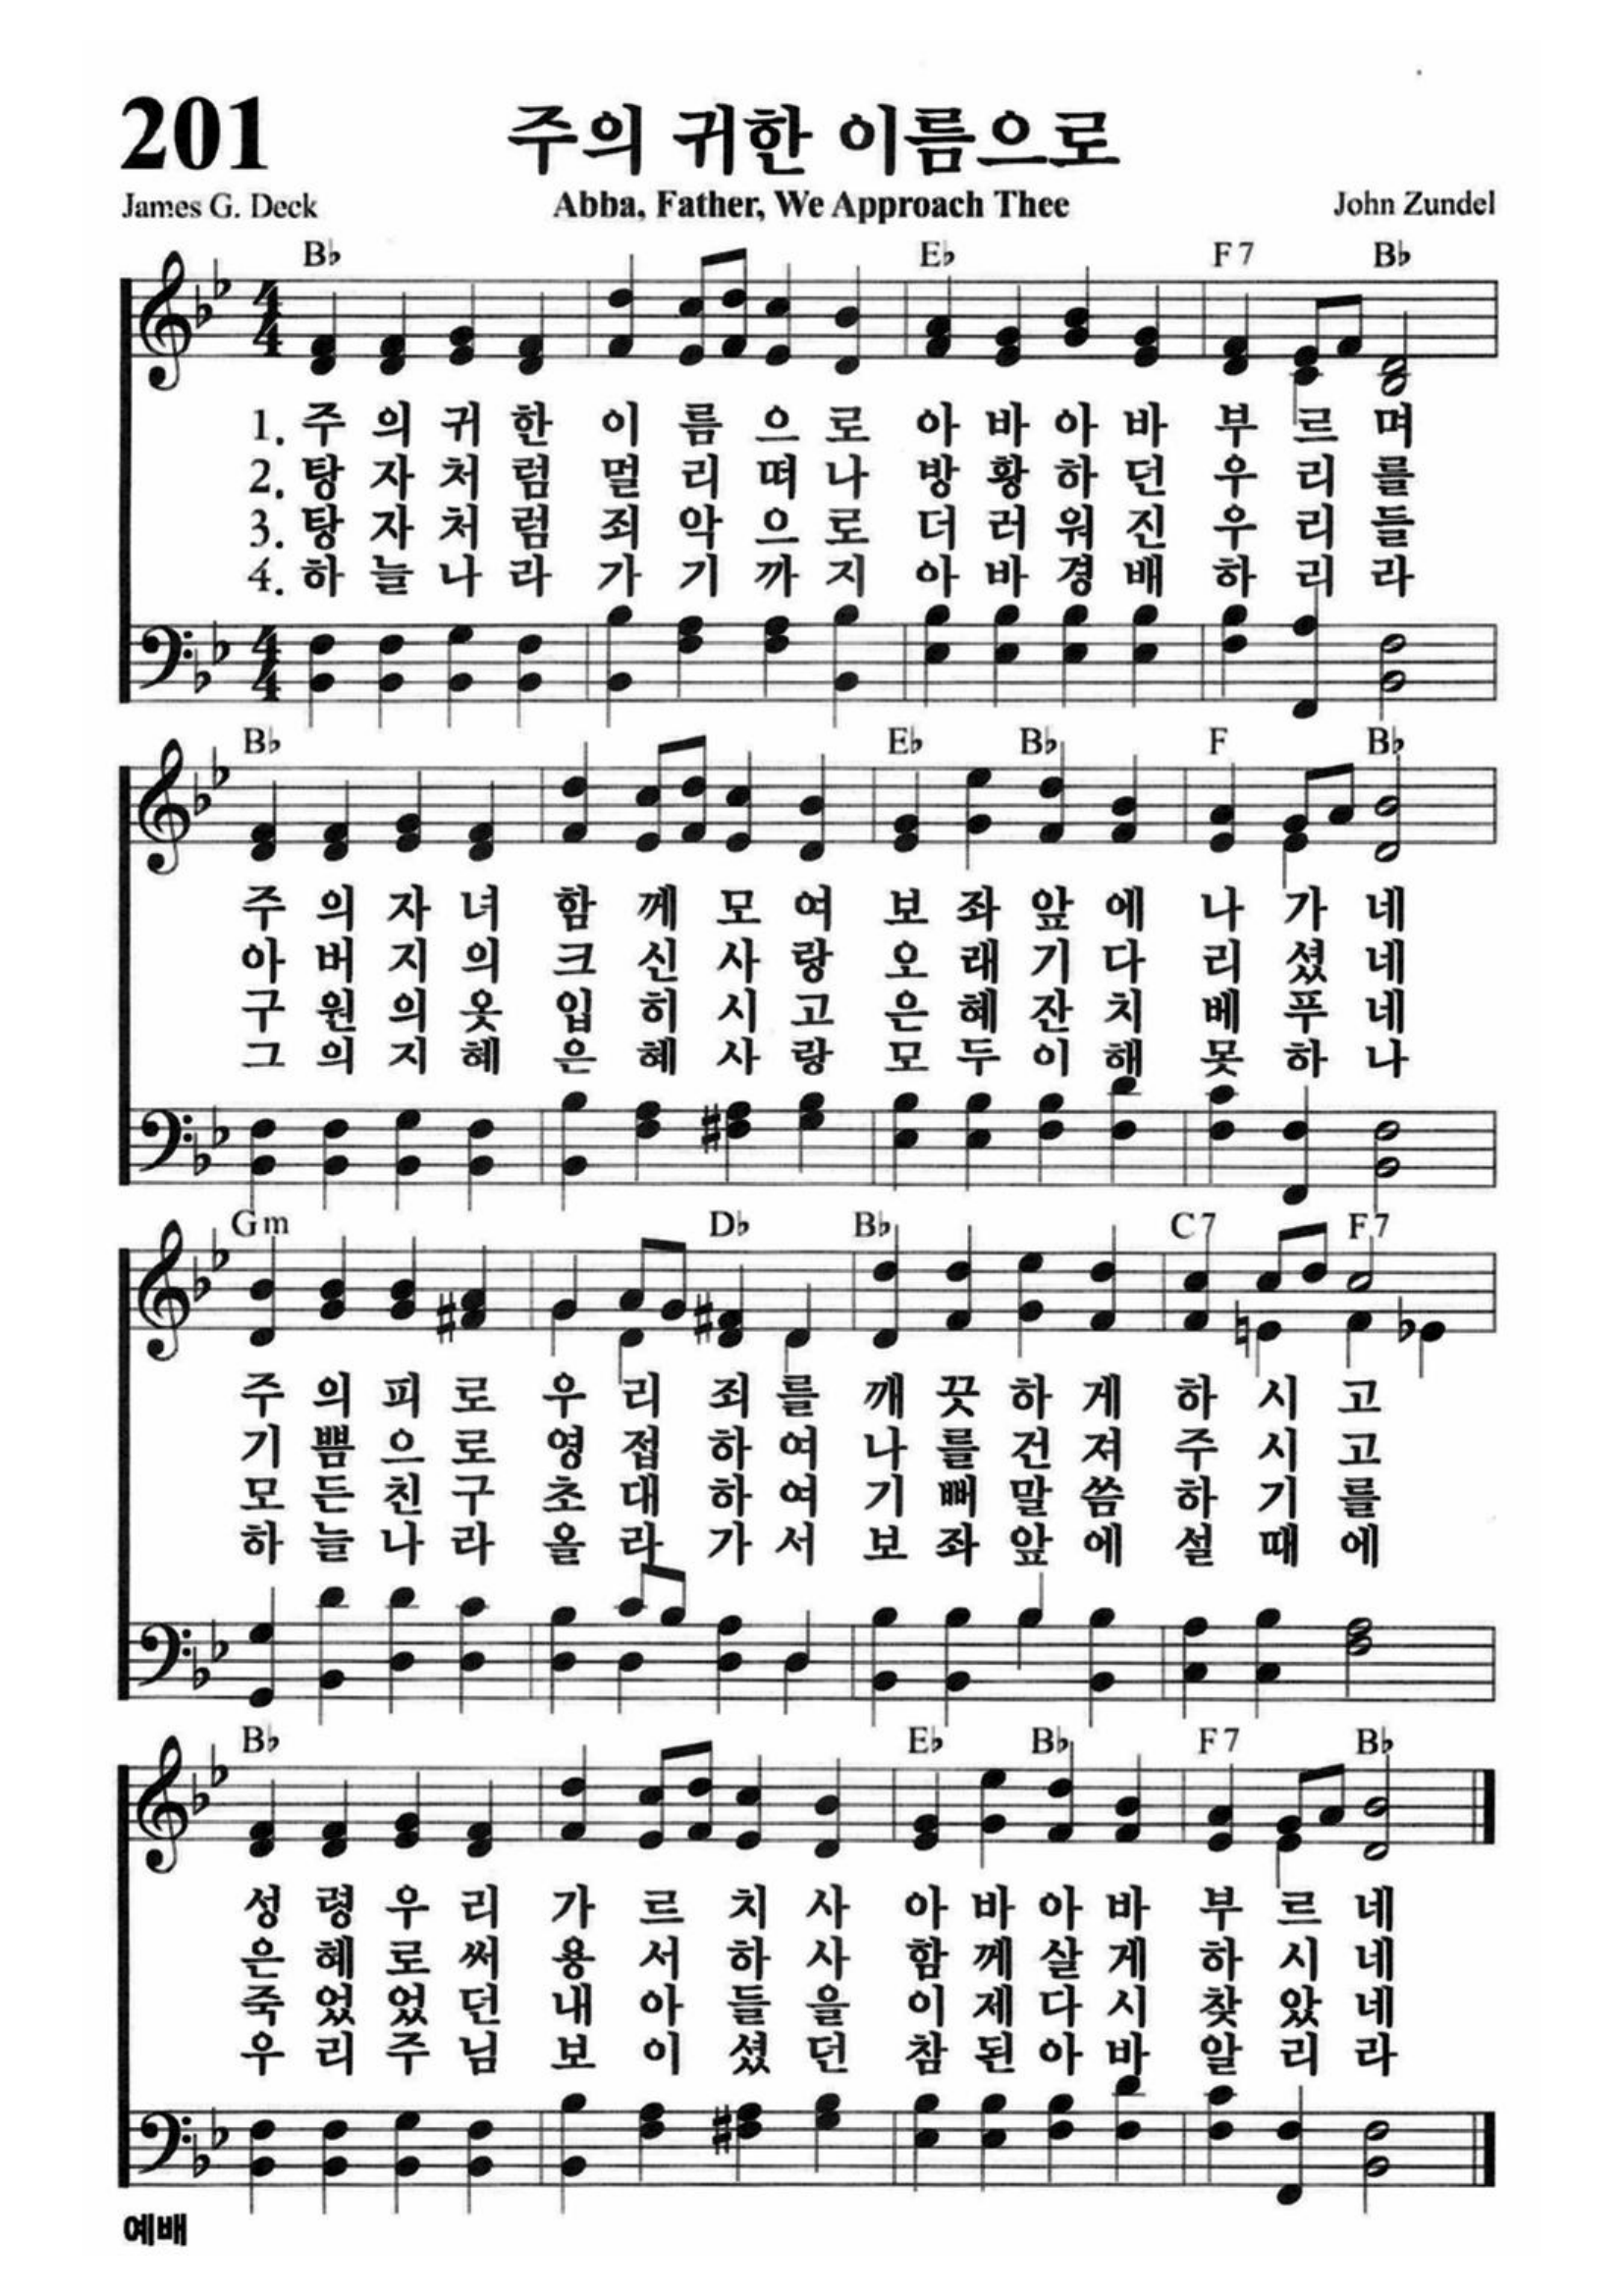 201
주의 귀한 이름으로
James G. Deck
Abba, Father, We Approach Thee
John Zundel
B♭ E♭ F7 B♭
1. 주 의 귀 한 이 름 으 로 아 바 아 바 부 르 며
2. 탕 자 처 럼 멀 리 떠 나 방 황 하 던 우 리 를
3. 탕 자 처 럼 죄 악 으 로 더 러 워 진 우 리 들
4. 하 늘 나 라 가 기 까 지 아 바 경 배 하 리 라
B♭ E♭ B♭ F B♭
주 의 자 녀 함 께 모 여 보 좌 앞 에 나 가 네
아 버 지 의 크 신 사 랑 오 래 기 다 리 셨 네
구 원 의 옷 입 히 시 고 은 혜 잔 치 베 푸 네
그 의 지 혜 은 혜 사 랑 모 두 이 해 못 하 나
Gm D♭ B♭ C7 F7
주 의 피 로 우 리 죄 를 깨 끗 하 게 하 시 고
기 쁨 으 로 영 접 하 여 나 를 건 져 주 시 고
모 든 친 구 초 대 하 여 기 뻐 말 씀 하 기 를
하 늘 나 라 올 라 가 서 보 좌 앞 에 설 때 에
B♭ E♭ B♭ F7 B♭
성 령 우 리 가 르 치 사 아 바 아 바 부 르 네
은 혜 로 써 용 서 하 사 함 께 살 게 하 시 네
죽 었 었 던 내 아 들 을 이 제 다 시 찾 았 네
우 리 주 님 보 이 셨 던 참 된 아 바 알 리 라
예배